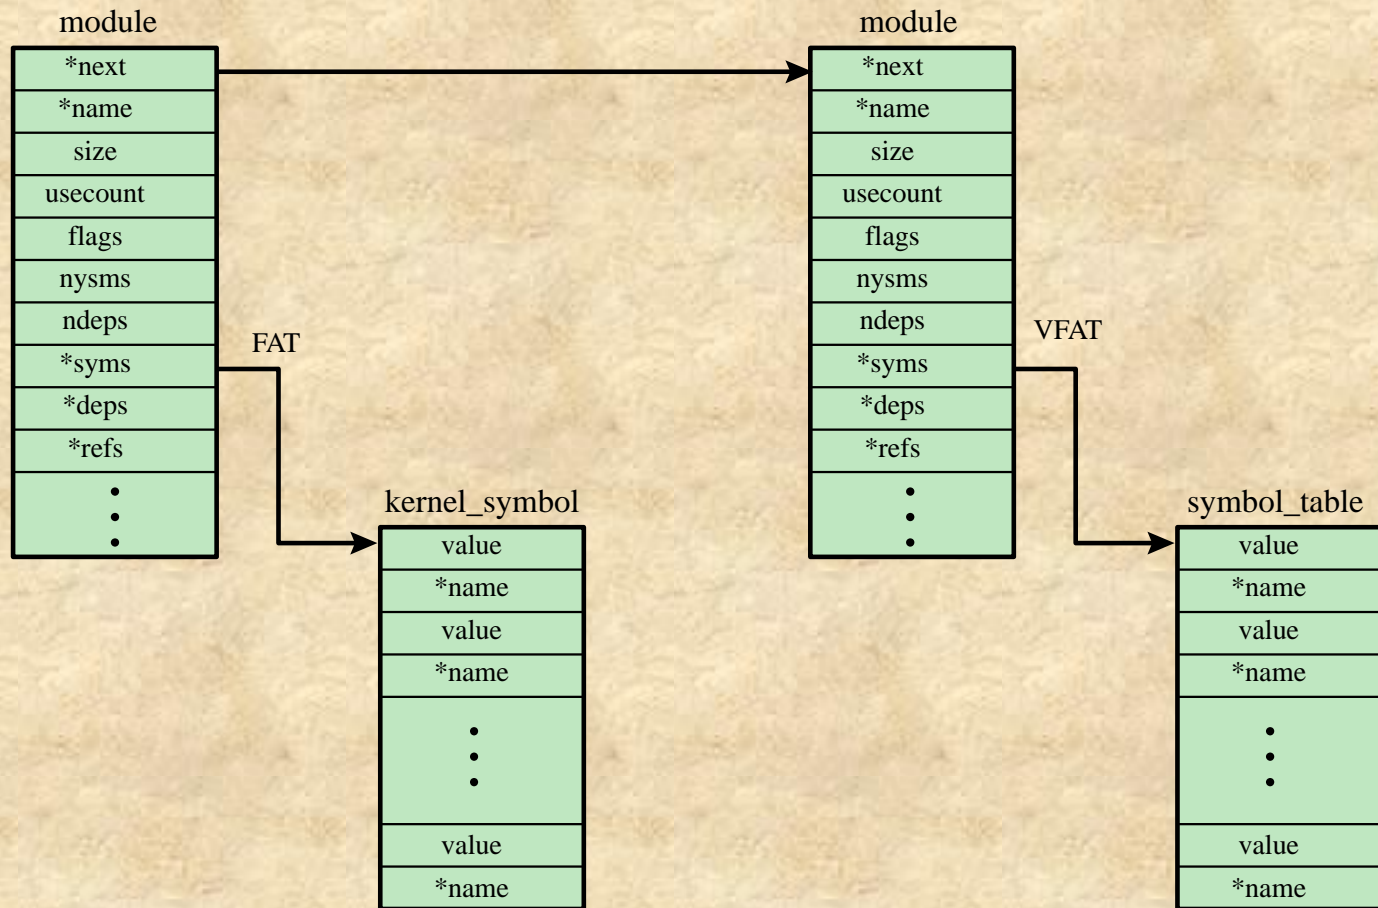 module
*next
*name
size
usecount
flags
nysms
ndeps
*syms
*deps
*refs
FAT
kernel_symbol
value
*name
value
*name
value
*name
module
*next
*name
size
usecount
flags
nysms
ndeps
*syms
*deps
*refs
VFAT
symbol_table
value
*name
value
*name
value
*name